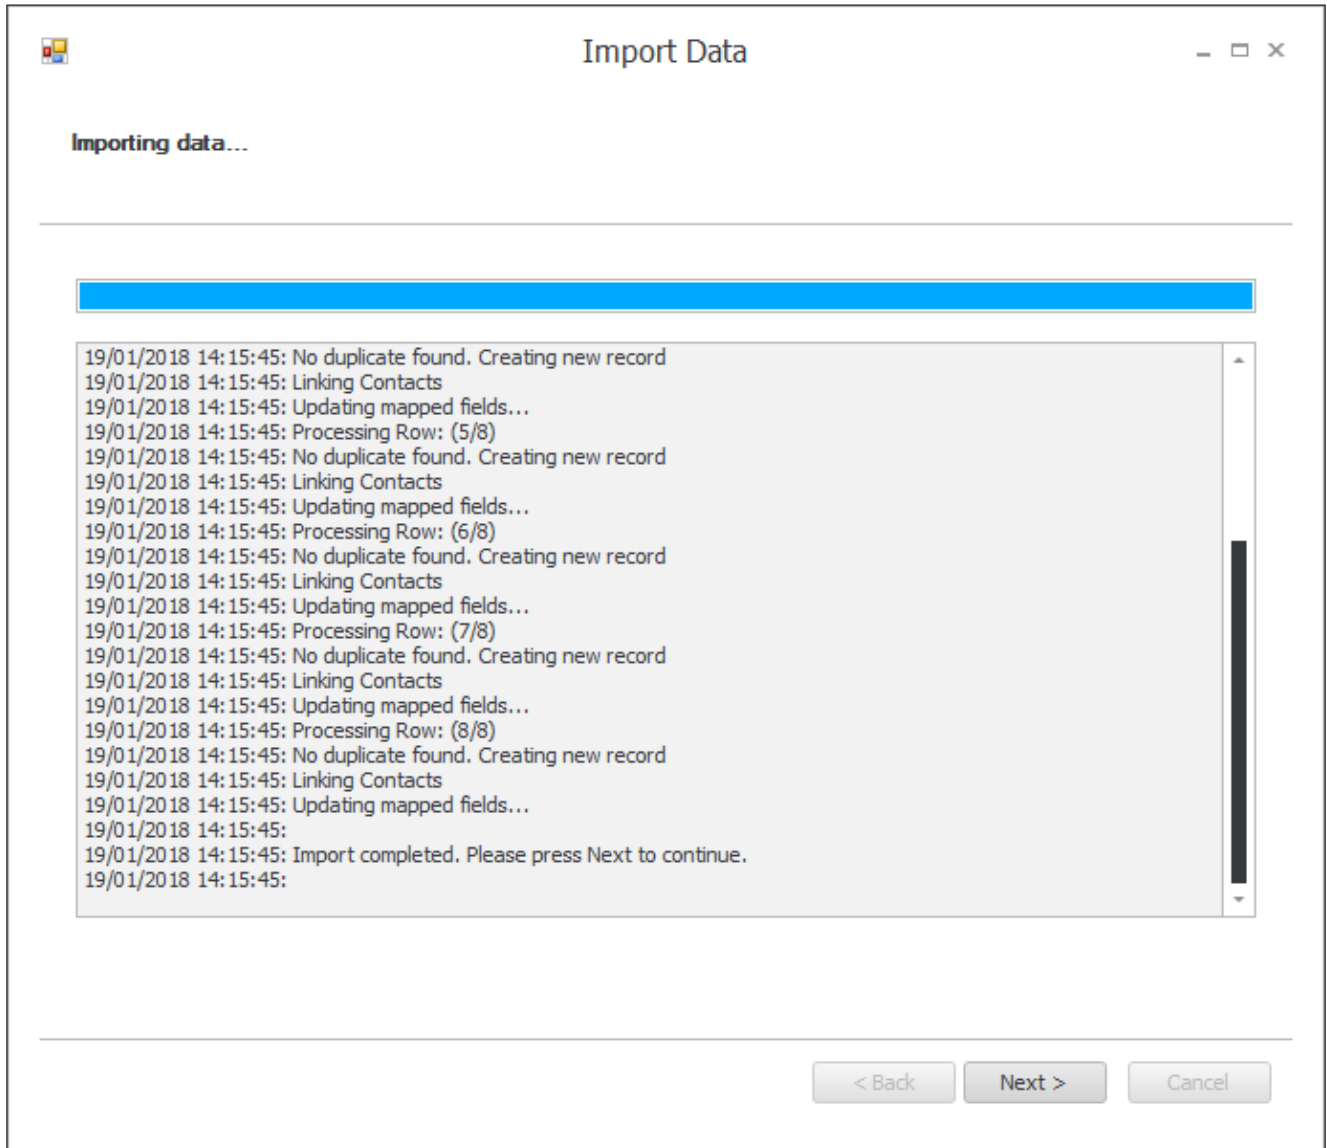 Import Data
Importing data...
19/01/2018 14:15:45: No duplicate found. Creating new record
19/01/2018 14:15:45: Linking Contacts
19/01/2018 14:15:45: Updating mapped fields...
19/01/2018 14:15:45: Processing Row: (5/8)
19/01/2018 14:15:45: No duplicate found. Creating new record
19/01/2018 14:15:45: Linking Contacts
19/01/2018 14:15:45: Updating mapped fields...
19/01/2018 14:15:45: Processing Row: (6/8)
19/01/2018 14:15:45: No duplicate found. Creating new record
19/01/2018 14:15:45: Linking Contacts
19/01/2018 14:15:45: Updating mapped fields...
19/01/2018 14:15:45: Processing Row: (7/8)
19/01/2018 14:15:45: No duplicate found. Creating new record
19/01/2018 14:15:45: Linking Contacts
19/01/2018 14:15:45: Updating mapped fields...
19/01/2018 14:15:45: Processing Row: (8/8)
19/01/2018 14:15:45: No duplicate found. Creating new record
19/01/2018 14:15:45: Linking Contacts
19/01/2018 14:15:45: Updating mapped fields...
19/01/2018 14:15:45:
19/01/2018 14:15:45: Import completed. Please press Next to continue.
19/01/2018 14:15:45:
< Back Next > Cancel